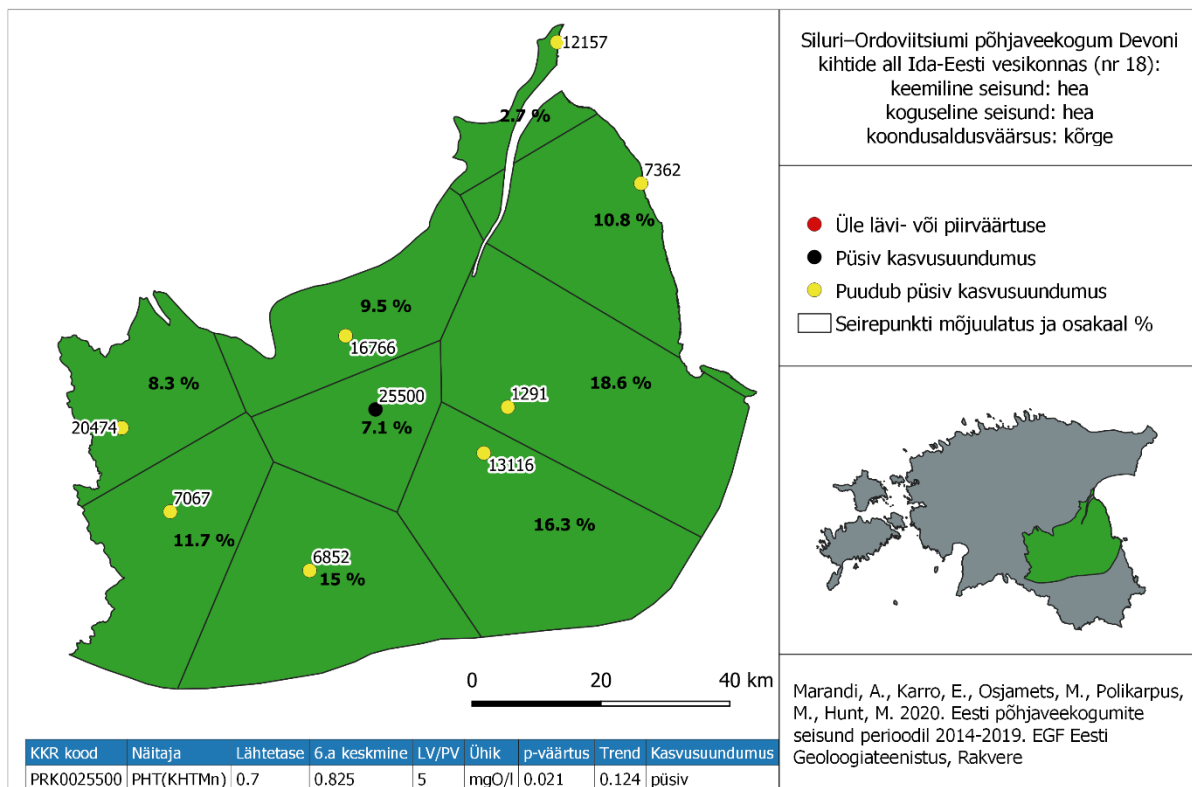 12157
2.7 %
7362
10.8 %
9.5 %
16766
8.3 %
20474
25500
7.1 %
1291
18.6 %
13116
16.3 %
7067
11.7 %
6852
15 %
0 20 40 km
Siluri–Ordoviitsiumi põhjaveekogum Devoni
kihtide all Ida-Eesti vesikonnas (nr 18):
keemiline seisund: hea
koguseline seisund: hea
koondusaldusväärsus: kõrge
Üle lävi- või piirväärtuse
Püsiv kasvusuundumus
Puudub püsiv kasvusuundumus
Seirepunkti mõjuulatus ja osakaal %
Marandi, A., Karro, E., Osjamets, M., Polikarpus,
M., Hunt, M. 2020. Eesti põhjaveekogumite
seisund perioodil 2014-2019. EGF Eesti
Geoloogiateenistus, Rakvere
KKR kood Näitaja Lähtetase 6.a keskmine LV/PV Ühik p-väärtus Trend Kasvusuundumus
PRK0025500 PHT(KHTMn) 0.7 0.825 5 mgO/l 0.021 0.124 püsiv